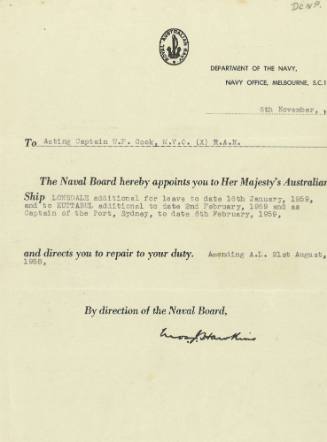 DCNP.
ROYAL AUSTRALIAN NAVY
DEPARTMENT OF THE NAVY,
NAVY OFFICE, MELBOURNE, S.C.1
6th November, ,
To Acting Captain W.F. Cook, M.V.O. (X) R.A.N.
The Naval Board hereby appoints you to Her Majesty's Australian
Ship LONSDALE additional for leave to date 16th January, 1959,
and to KUTTABUL additional to date 2nd February, 1959 and as
Captain of the Port, Sydney, to date 6th February, 1959,
and directs you to repair to your duty. Amending A.L. 21st August,
1958,
By direction of the Naval Board,